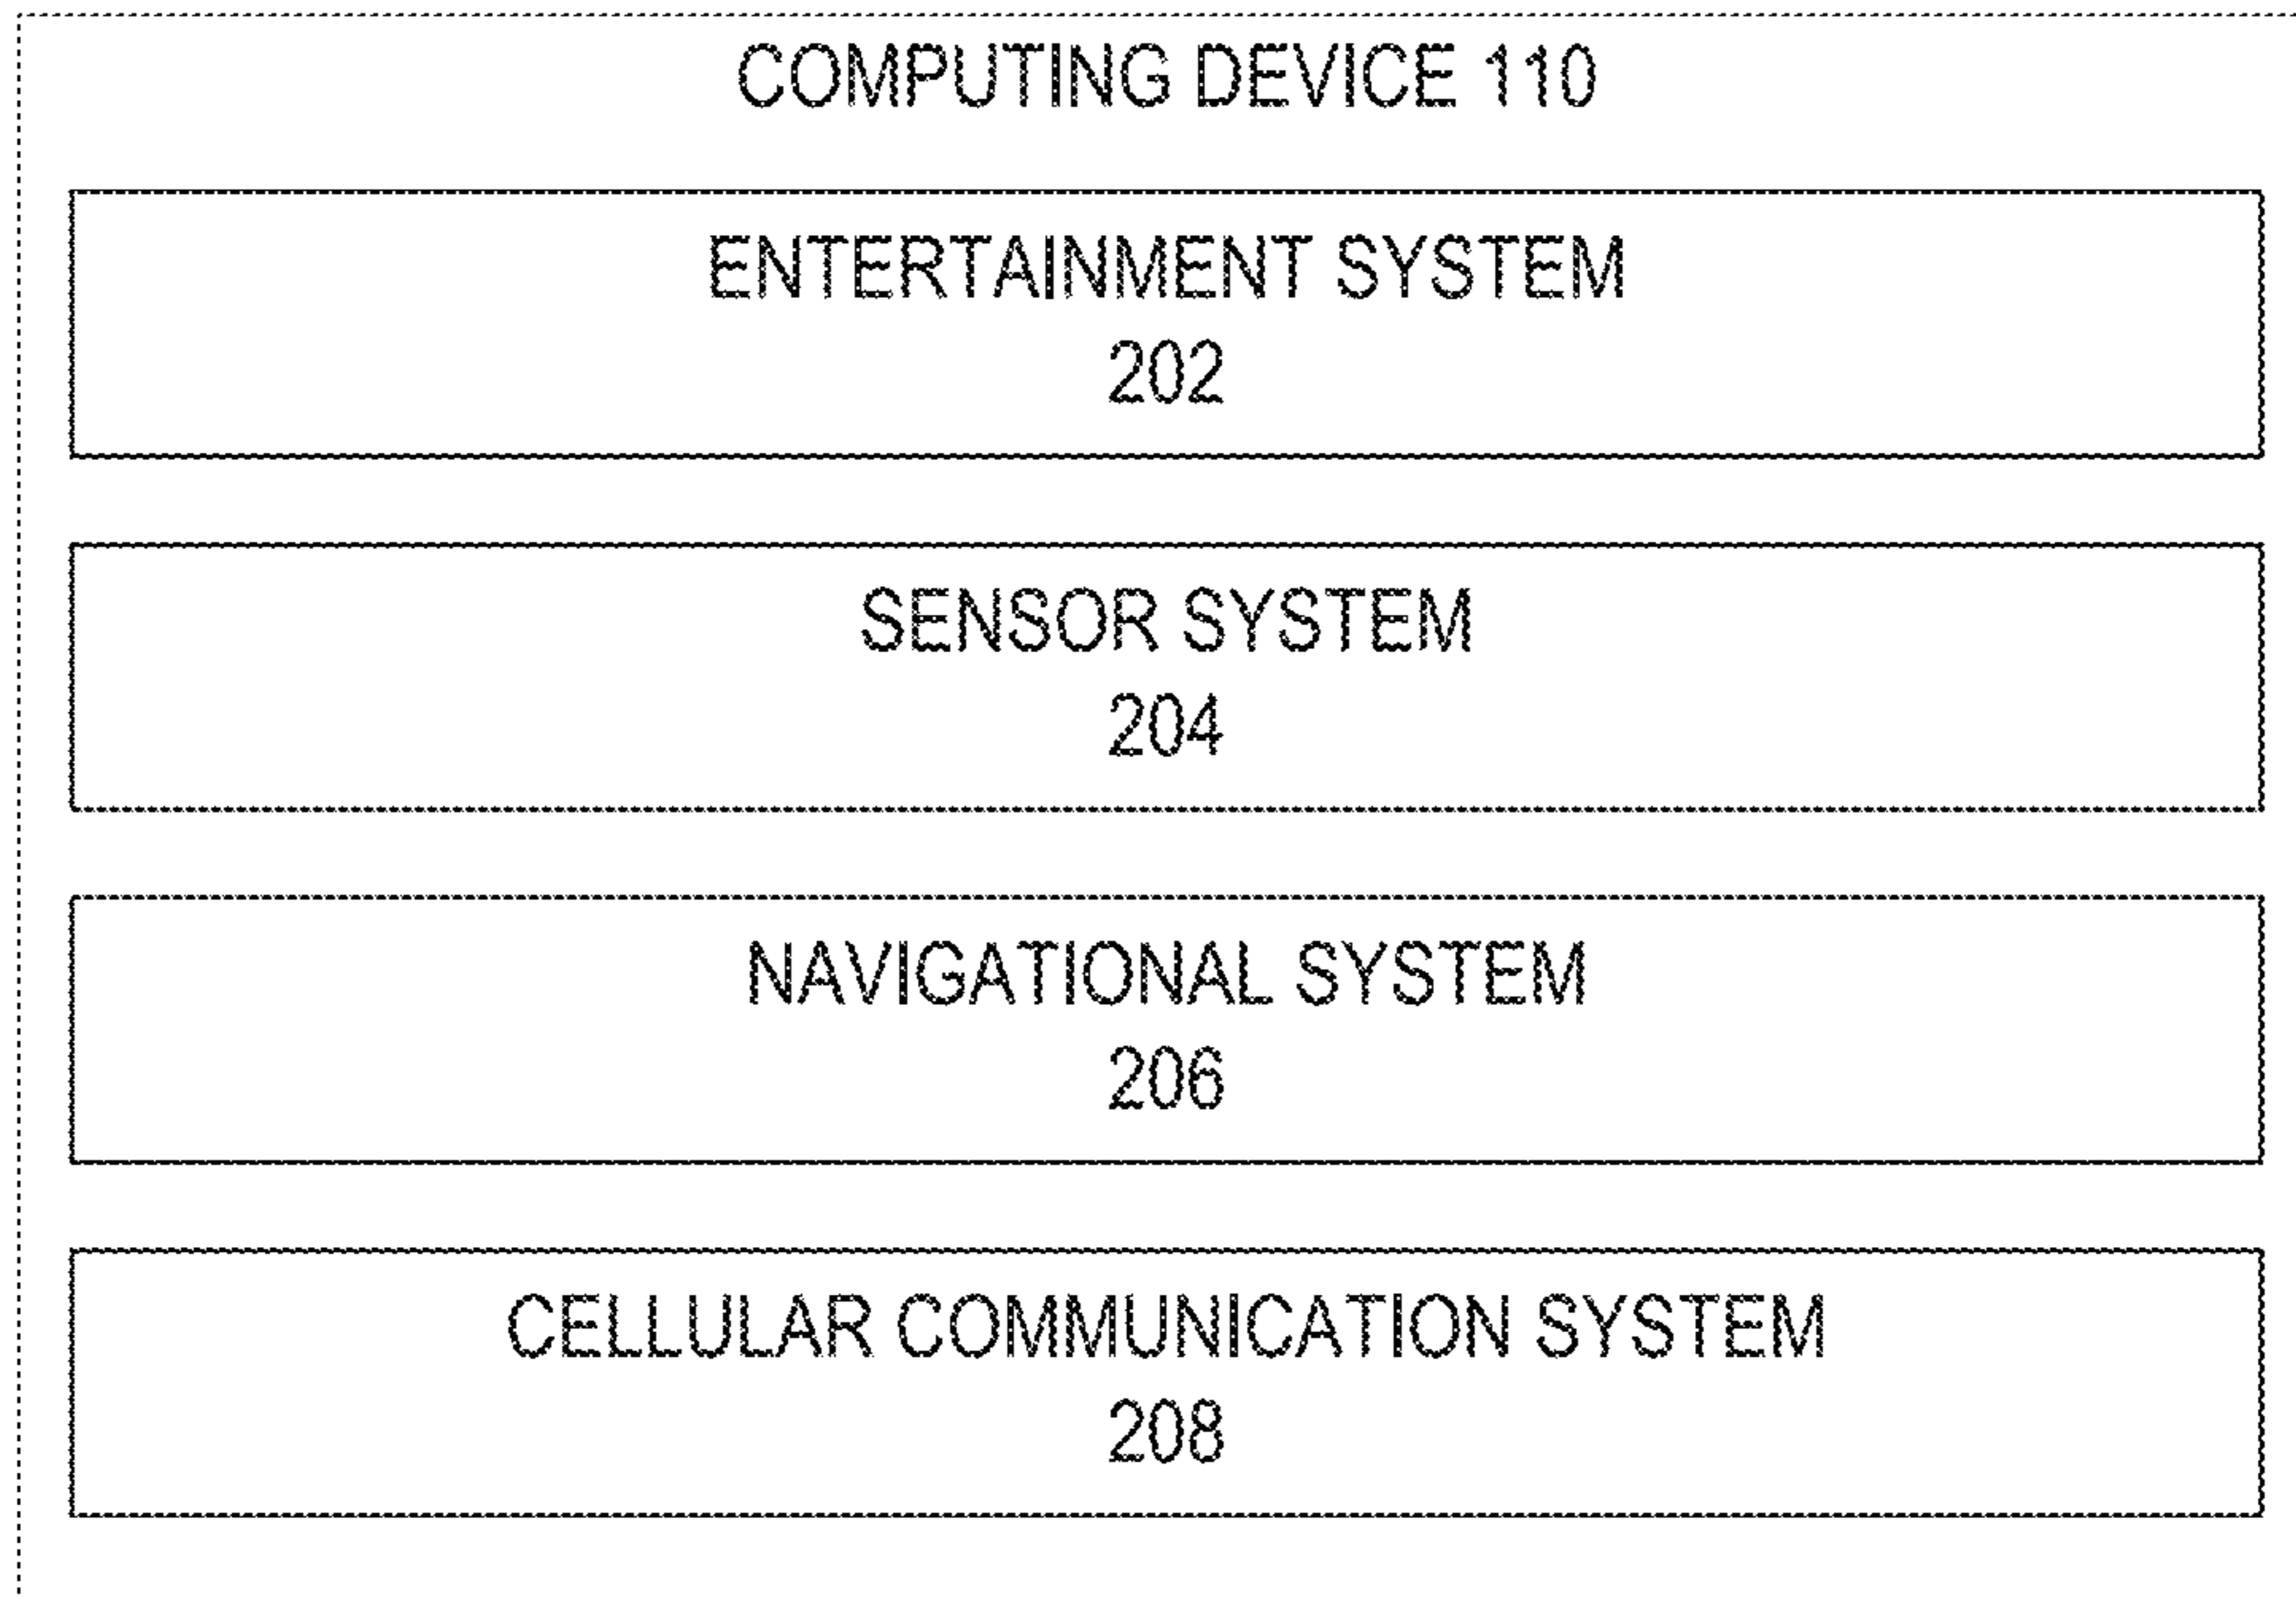 COMPUTING DEVICE 110
ENTERTAINMENT SYSTEM
202
SENSOR SYSTEM
204
NAVIGATIONAL SYSTEM
206
CELLULAR COMMUNICATION SYSTEM
208